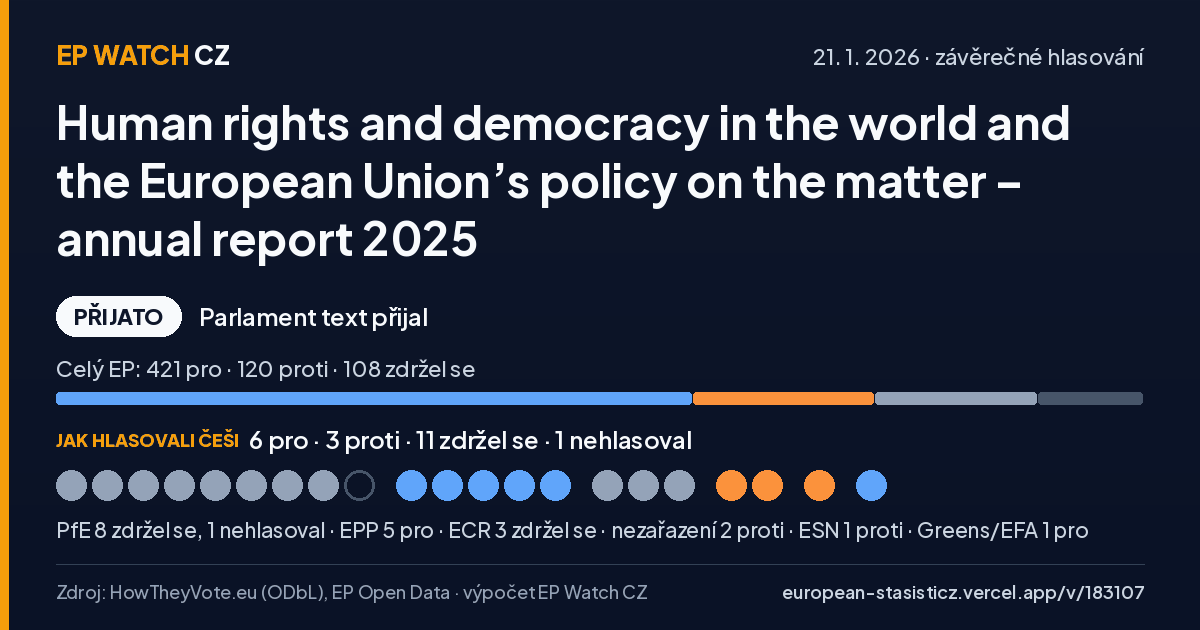 EP WATCH CZ
21. 1. 2026 · závěrečné hlasování
Human rights and democracy in the world and
the European Union’s policy on the matter –
annual report 2025
PŘIJATO Parlament text přijal
Celý EP: 421 pro · 120 proti · 108 zdržel se
JAK HLASOVALI ČEŠI 6 pro · 3 proti · 11 zdržel se · 1 nehlasoval
PfE 8 zdržel se, 1 nehlasoval · EPP 5 pro · ECR 3 zdržel se · nezařazení 2 proti · ESN 1 proti · Greens/EFA 1 pro
Zdroj: HowTheyVote.eu (ODbL), EP Open Data · výpočet EP Watch CZ
european-stasisticz.vercel.app/v/183107